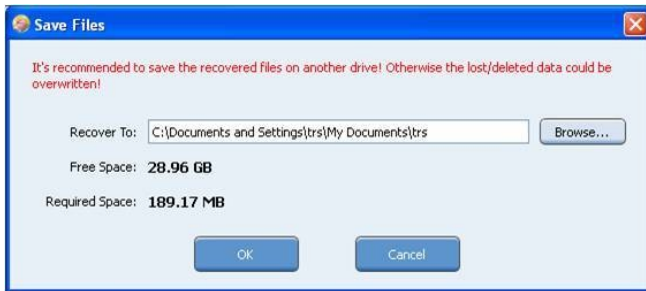 Save Files
It's recommended to save the recovered files on another drive! Otherwise the lost/deleted data could be
overwritten!
Recover To: C:\Documents and Settings\trs\My Documents\trs Browse...
Free Space: 28.96 GB
Required Space: 189.17 MB
OK Cancel